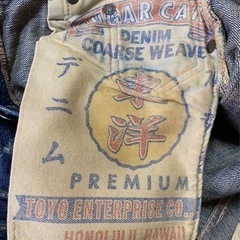 SUGAR CANE
DENIM
COARSE WEAVE
デニム
東洋
PREMIUM
TOYO ENTERPRISE CO.,
HONOLULU, HAWAII